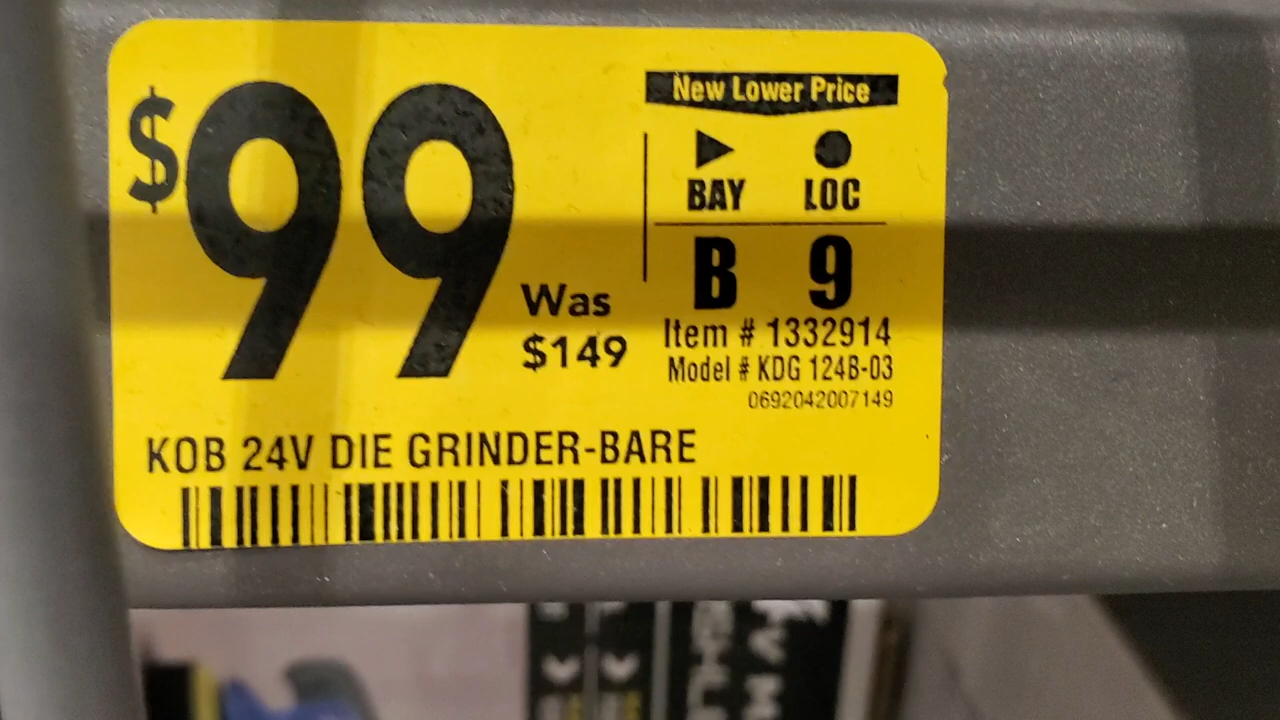 $99
Was
$149
New Lower Price
BAY LOC
B 9
Item # 1332914
Model # KDG 124B-03
0692042007149
KOB 24V DIE GRINDER-BARE